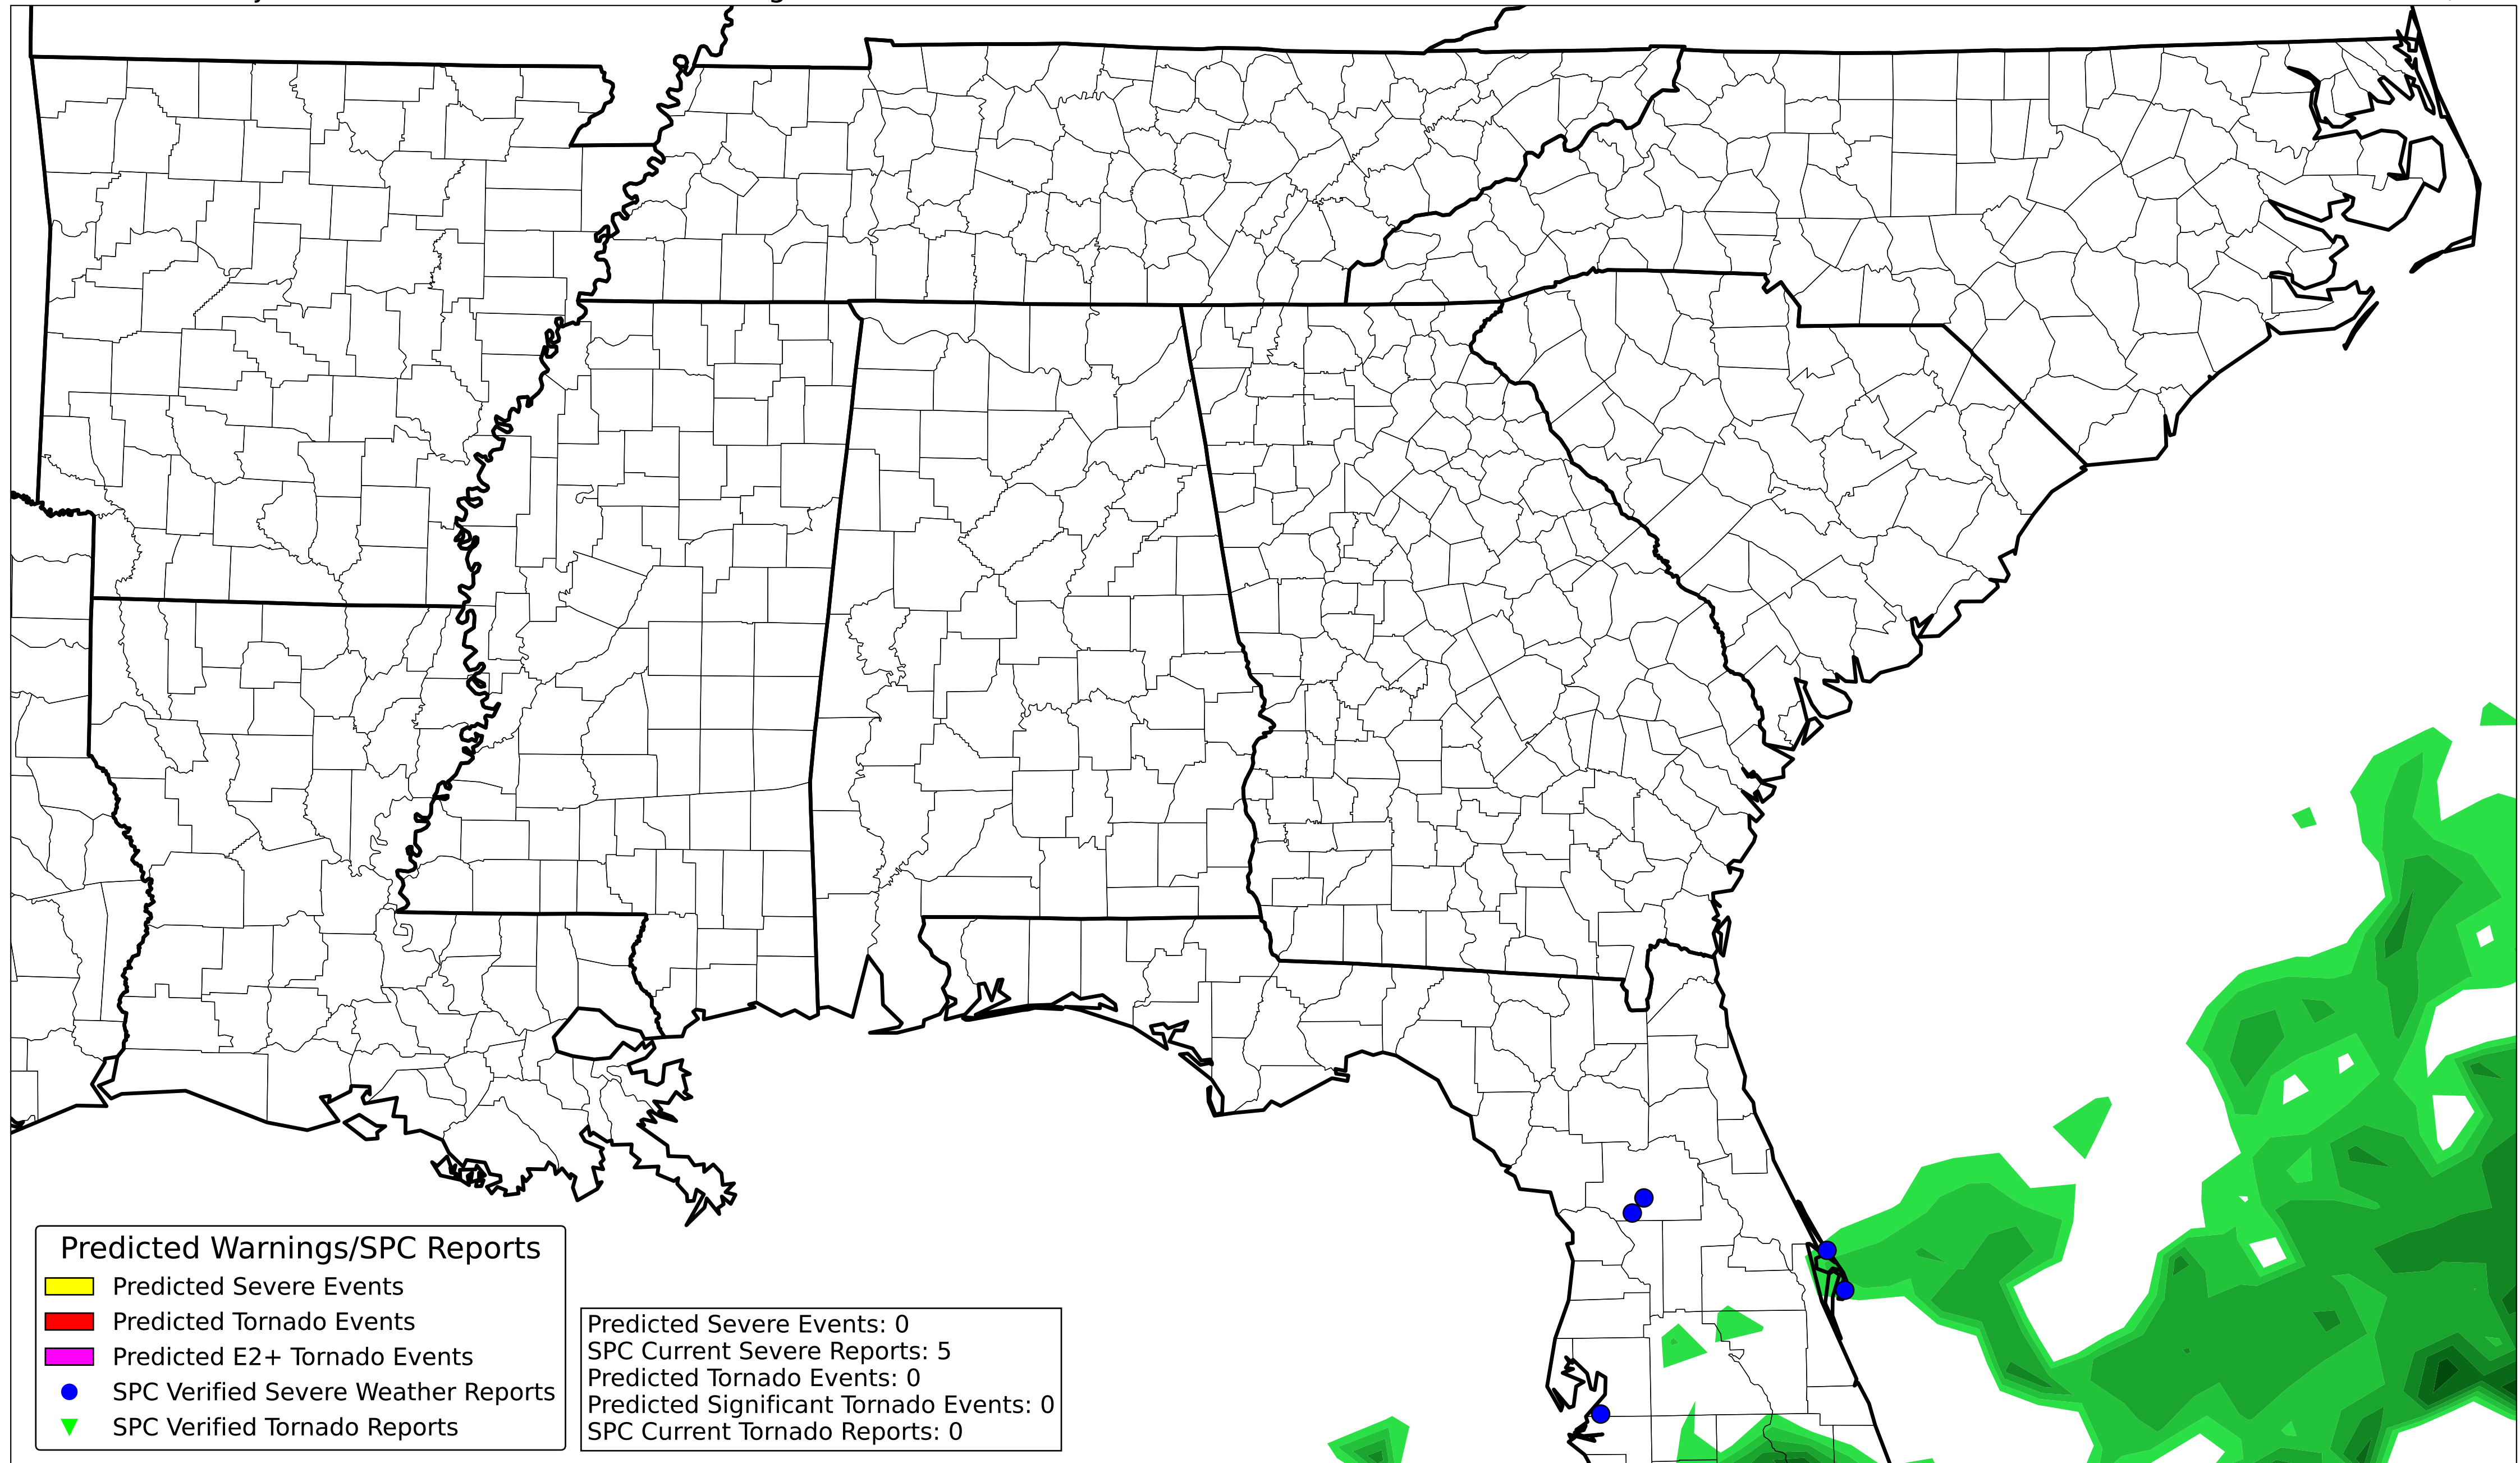 Predicted Warnings/SPC Reports
Predicted Severe Events
Predicted Tornado Events
Predicted E2+ Tornado Events
SPC Verified Severe Weather Reports
SPC Verified Tornado Reports
Predicted Severe Events: 0
SPC Current Severe Reports: 5
Predicted Tornado Events: 0
Predicted Significant Tornado Events: 0
SPC Current Tornado Reports: 0